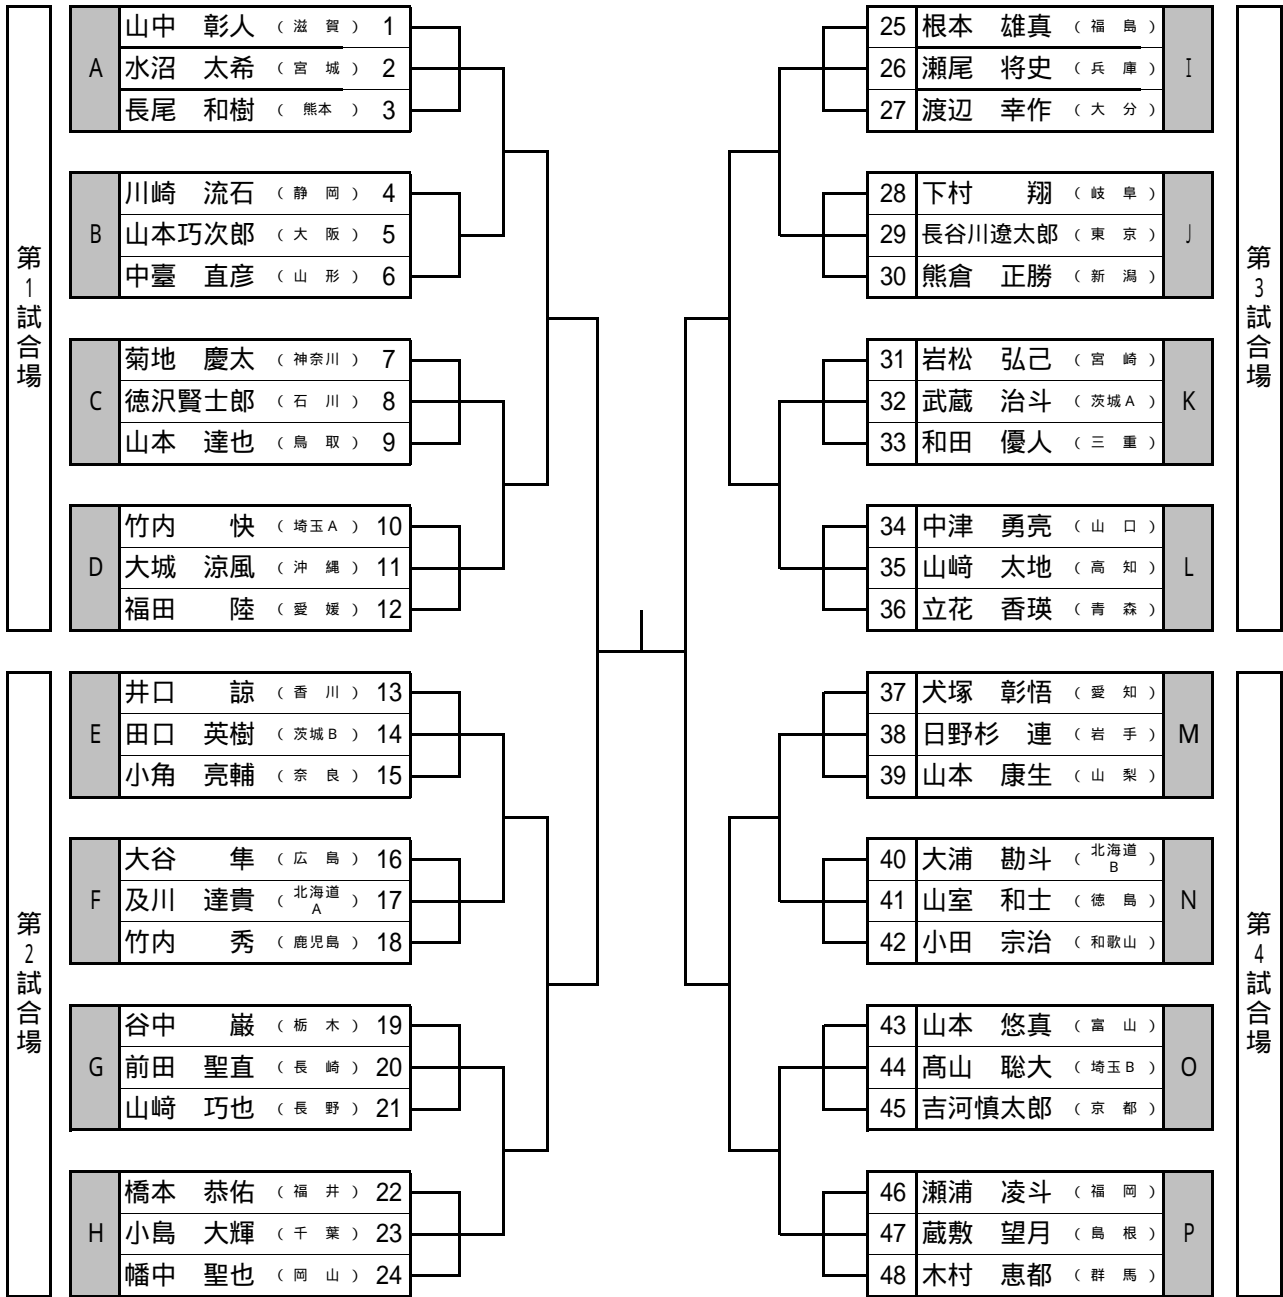 第1試合場
A
山中 彰人 （滋賀） 1
水沼 太希 （宮城） 2
長尾 和樹 （熊本） 3
B
川崎 流石 （静岡） 4
山本巧次郎 （大阪） 5
中臺 直彦 （山形） 6
C
菊地 慶太 （神奈川） 7
徳沢賢士郎 （石川） 8
山本 達也 （鳥取） 9
D
竹内 快 （埼玉A） 10
大城 涼風 （沖縄） 11
福田 陸 （愛媛） 12
第2試合場
E
井口 諒 （香川） 13
田口 英樹 （茨城B） 14
小角 亮輔 （奈良） 15
F
大谷 隼 （広島） 16
及川 達貴 （北海道A） 17
竹内 秀 （鹿児島） 18
G
谷中 巌 （栃木） 19
前田 聖直 （長崎） 20
山﨑 巧也 （長野） 21
H
橋本 恭佑 （福井） 22
小島 大輝 （千葉） 23
幡中 聖也 （岡山） 24
第3試合場
I
25 根本 雄真 （福島）
26 瀬尾 将史 （兵庫）
27 渡辺 幸作 （大分）
J
28 下村 翔 （岐阜）
29 長谷川遼太郎 （東京）
30 熊倉 正勝 （新潟）
K
31 岩松 弘己 （宮崎）
32 武蔵 治斗 （茨城A）
33 和田 優人 （三重）
L
34 中津 勇亮 （山口）
35 山﨑 太地 （高知）
36 立花 香瑛 （青森）
第4試合場
M
37 犬塚 彰悟 （愛知）
38 日野杉 連 （岩手）
39 山本 康生 （山梨）
N
40 大浦 勘斗 （北海道B）
41 山室 和士 （徳島）
42 小田 宗治 （和歌山）
O
43 山本 悠真 （富山）
44 髙山 聡大 （埼玉B）
45 吉河慎太郎 （京都）
P
46 瀬浦 凌斗 （福岡）
47 蔵敷 望月 （島根）
48 木村 恵都 （群馬）